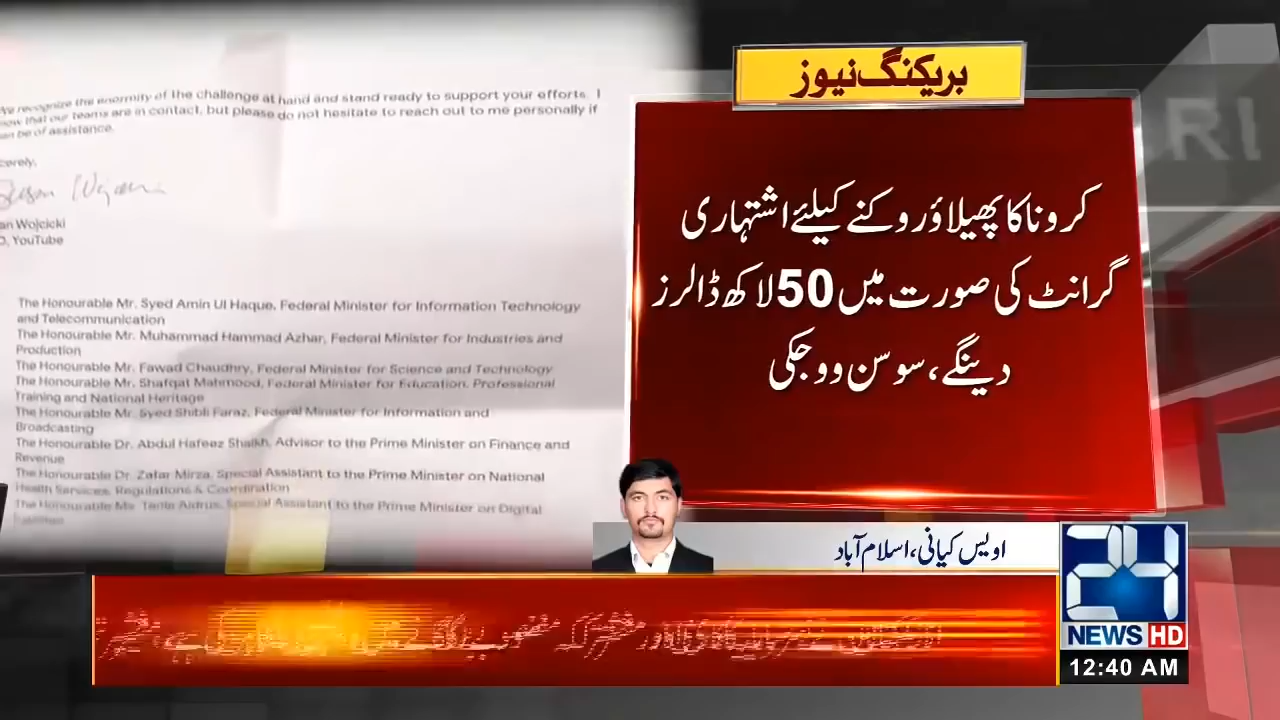 recognize the enormity of the challenge at hand and stand ready to support your efforts. I
that our teams are in contact, but please do not hesitate to reach out to me personally if
be of assistance.
Wojcicki
YouTube
The Honourable Mr. Syed Amin Ul Haque, Federal Minister for Information Technology
and Telecommunication
The Honourable Mr. Muhammad Hammad Azhar, Federal Minister for Industries and
Production
The Honourable Mr. Fawad Chaudhry, Federal Minister for Science and Technology
The Honourable Mr. Shafqat Mahmood, Federal Minister for Education, Professional
Training and National Heritage
The Honourable Mr. Syed Shibli Faraz, Federal Minister for Information and
Broadcasting
The Honourable Dr. Abdul Hafeez Shaikh, Advisor to the Prime Minister on Finance and
Revenue
The Honourable Dr. Zafar Mirza, Special Assistant to the Prime Minister on National
Health Services, Regulations & Coordination
The Honourable Ms. Tania Aidrus, Special Assistant to the Prime Minister on Digital
بریکنگ نیوز
کرونا کا پھیلاؤ روکنے کیلئے اشتہاری
گرانٹ کی صورت میں 50 لاکھ ڈالرز
دینگے، سوسن ووجکی
اویس کیانی، اسلام آباد
24
NEWS HD
12:40 AM